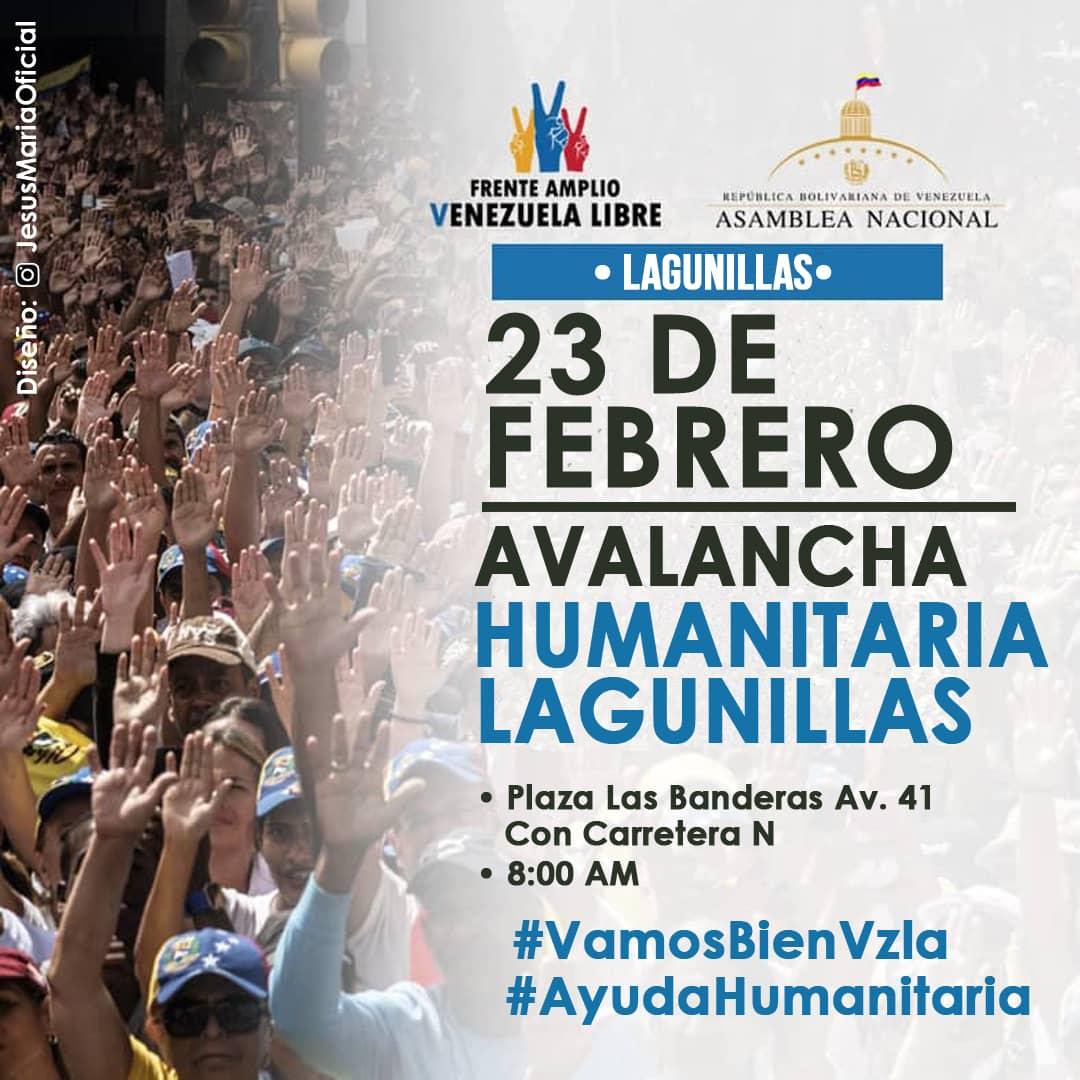 Diseño: JesusMariaOficial
FRENTE AMPLIO
VENEZUELA LIBRE
REPÚBLICA BOLIVARIANA DE VENEZUELA
ASAMBLEA NACIONAL
• LAGUNILLAS•
23 DE
FEBRERO
AVALANCHA
HUMANITARIA
LAGUNILLAS
• Plaza Las Banderas Av. 41
Con Carretera N
• 8:00 AM
#VamosBienVzla
#AyudaHumanitaria